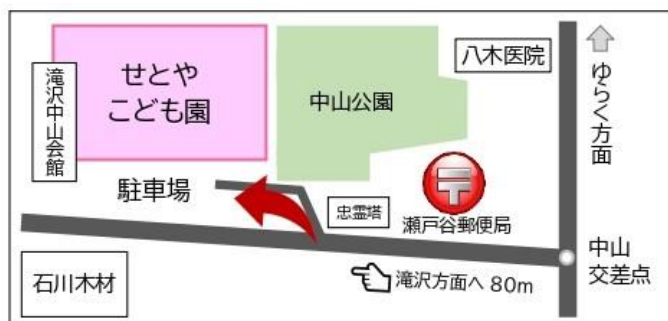 せとや
こども園
滝沢中山会館
中山公園
八木医院
ゆらく方面
駐車場
忠霊塔
瀬戸谷郵便局
中山
交差点
滝沢方面へ 80m
石川木材